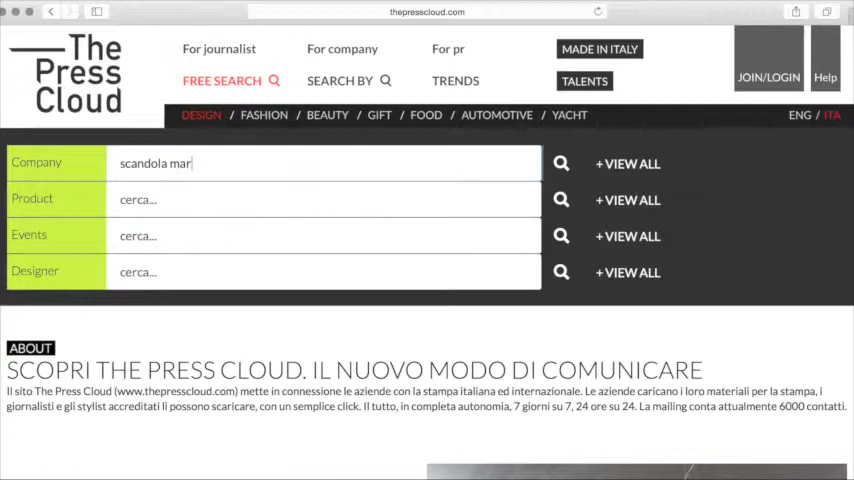 thepresscloud.com
The Press Cloud
For journalist For company For pr MADE IN ITALY
FREE SEARCH SEARCH BY TRENDS TALENTS
JOIN/LOGIN Help
DESIGN / FASHION / BEAUTY / GIFT / FOOD / AUTOMOTIVE / YACHT ENG / ITA
Company scandola mar +VIEW ALL
Product cerca... +VIEW ALL
Events cerca... +VIEW ALL
Designer cerca... +VIEW ALL
ABOUT
SCOPRI THE PRESS CLOUD. IL NUOVO MODO DI COMUNICARE
Il sito The Press Cloud (www.thepresscloud.com) mette in connessione le aziende con la stampa italiana ed internazionale. Le aziende caricano i loro materiali per la stampa, i
giornalisti e gli stylist accreditati li possono scaricare, con un semplice click. Il tutto, in completa autonomia, 7 giorni su 7, 24 ore su 24. La mailing conta attualmente 6000 contatti.